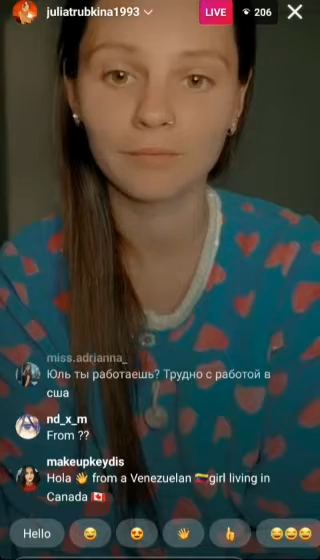 juliatrubkina1993
LIVE 206
miss.adrianna_
Юль ты работаешь? Трудно с работой в
сша
nd_x_m
From ??
makeupkeydis
Hola 👋 from a Venezuelan 🇻🇪girl living in
Canada 🇨🇦
Hello 😅 😍 👋 👍 😂😂😂